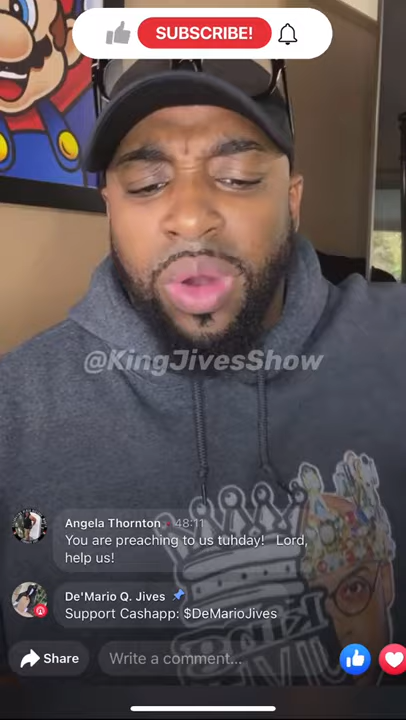 SUBSCRIBE!
@KingJivesShow
Angela Thornton 48:11
You are preaching to us tuhday! Lord,
help us!
De'Mario Q. Jives
Support Cashapp: $DeMarioJives
Share
Write a comment...